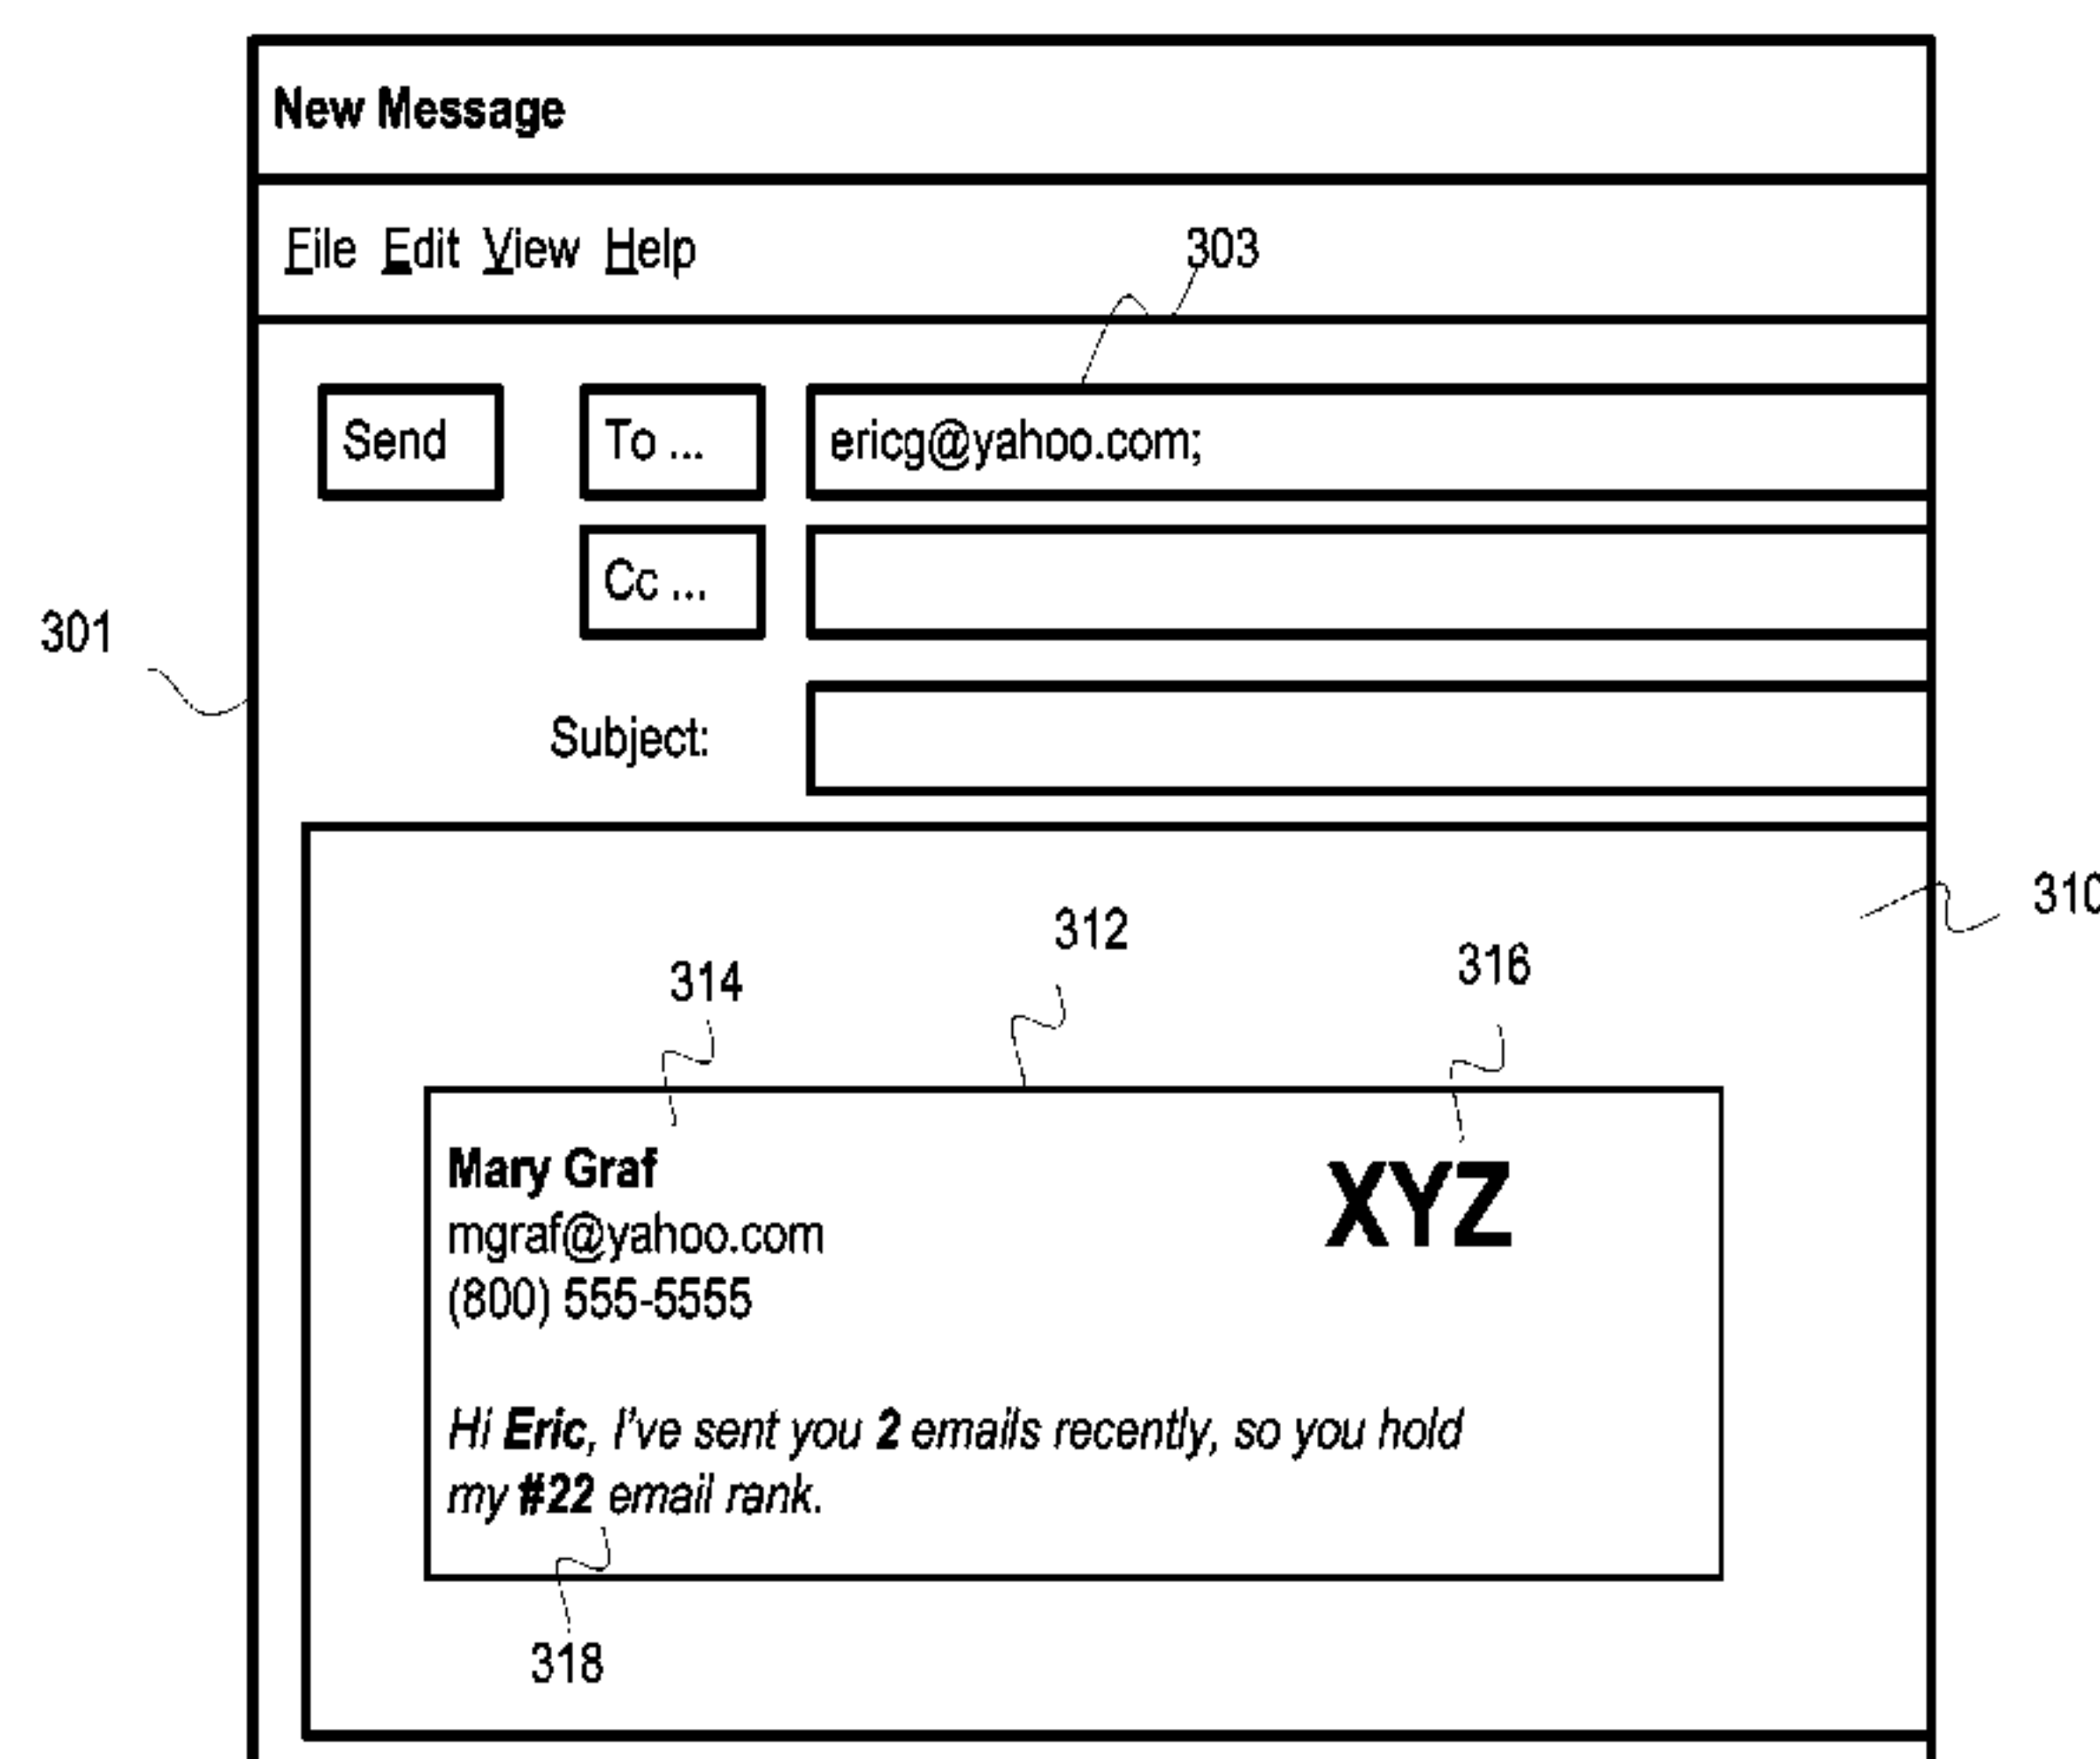 New Message
File Edit View Help
303
Send To ... ericg@yahoo.com;
Cc ...
301
Subject:
310
312
316
314
Mary Graf XYZ
mgraf@yahoo.com
(800) 555-5555
Hi Eric, I've sent you 2 emails recently, so you hold
my #22 email rank.
318